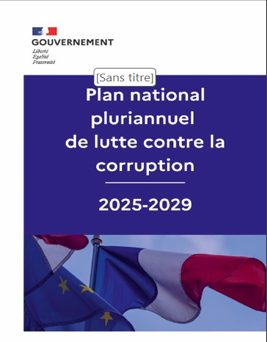 GOUVERNEMENT
Liberté
Égalité
Fraternité
[Sans titre]
Plan national
pluriannuel
de lutte contre la
corruption
2025-2029